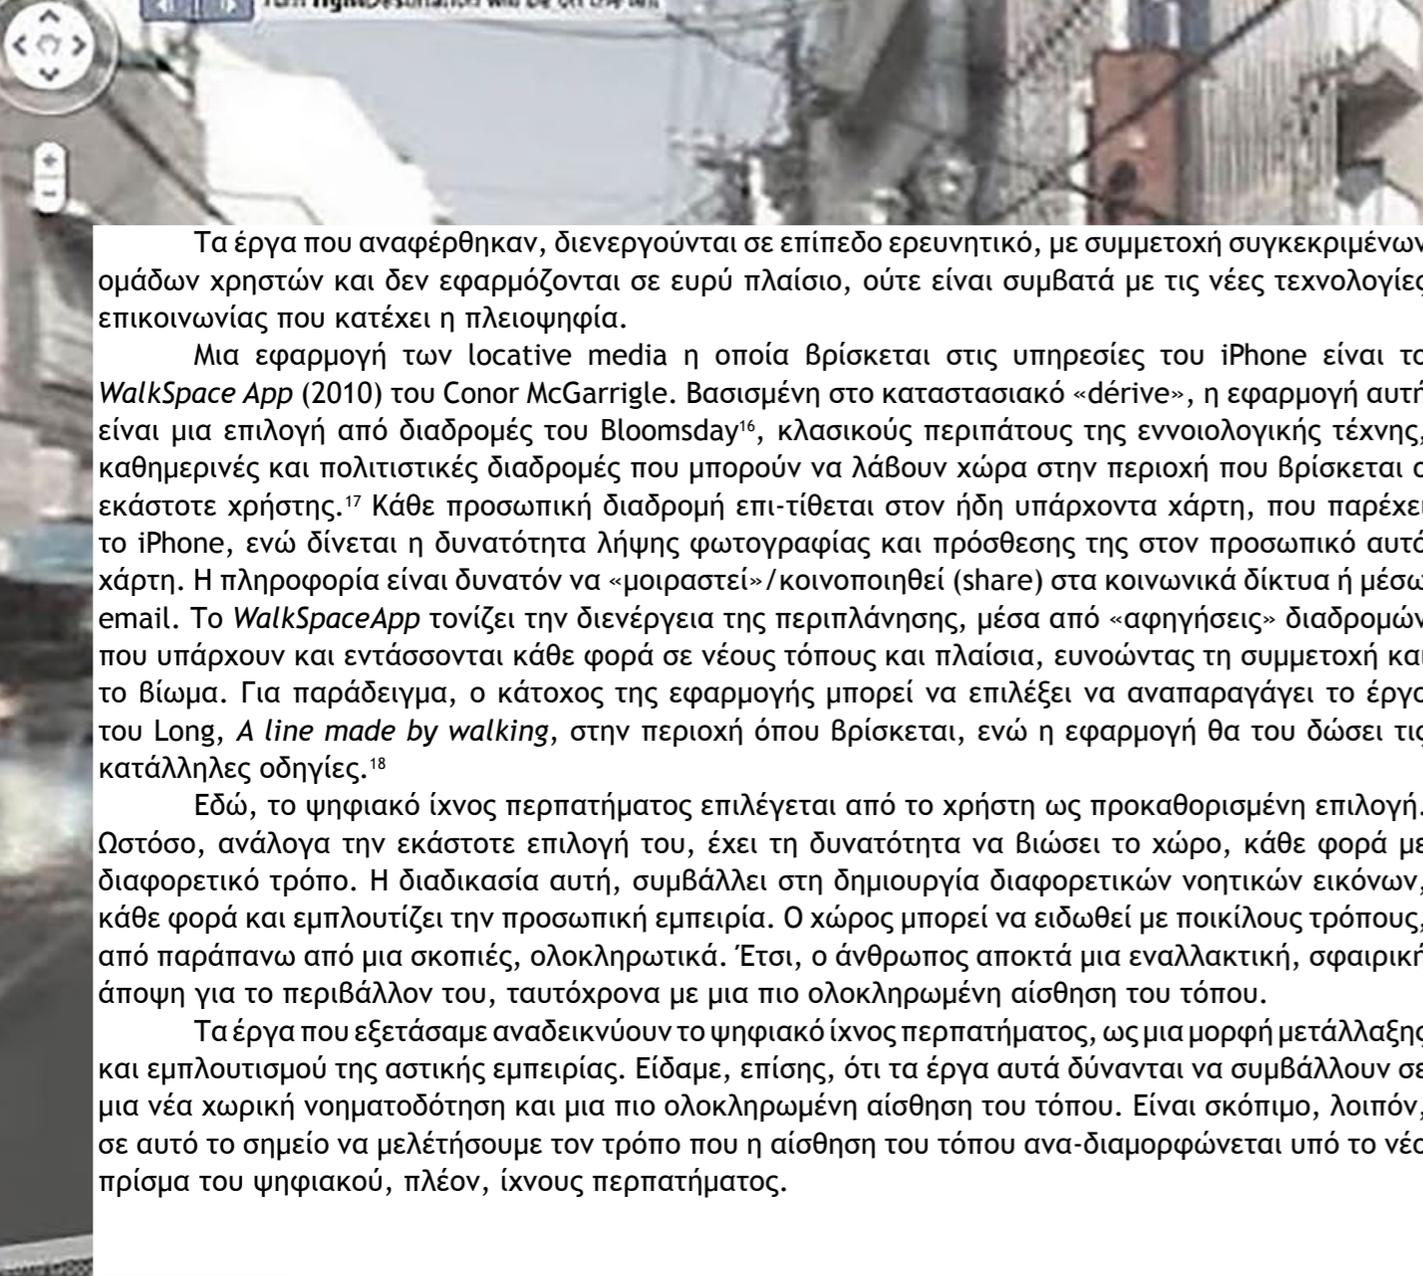 Turn right Destination will be on the left
Τα έργα που αναφέρθηκαν, διενεργούνται σε επίπεδο ερευνητικό, με συμμετοχή συγκεκριμένων
ομάδων χρηστών και δεν εφαρμόζονται σε ευρύ πλαίσιο, ούτε είναι συμβατά με τις νέες τεχνολογίες
επικοινωνίας που κατέχει η πλειοψηφία.
Μια εφαρμογή των locative media η οποία βρίσκεται στις υπηρεσίες του iPhone είναι το
WalkSpace App (2010) του Conor McGarrigle. Βασισμένη στο καταστασιακό «dérive», η εφαρμογή αυτή
είναι μια επιλογή από διαδρομές του Bloomsday¹⁶, κλασικούς περιπάτους της εννοιολογικής τέχνης,
καθημερινές και πολιτιστικές διαδρομές που μπορούν να λάβουν χώρα στην περιοχή που βρίσκεται ο
εκάστοτε χρήστης.¹⁷ Κάθε προσωπική διαδρομή επι-τίθεται στον ήδη υπάρχοντα χάρτη, που παρέχει
το iPhone, ενώ δίνεται η δυνατότητα λήψης φωτογραφίας και πρόσθεσης της στον προσωπικό αυτό
χάρτη. Η πληροφορία είναι δυνατόν να «μοιραστεί»/κοινοποιηθεί (share) στα κοινωνικά δίκτυα ή μέσω
email. Το WalkSpaceApp τονίζει την διενέργεια της περιπλάνησης, μέσα από «αφηγήσεις» διαδρομών
που υπάρχουν και εντάσσονται κάθε φορά σε νέους τόπους και πλαίσια, ευνοώντας τη συμμετοχή και
το βίωμα. Για παράδειγμα, ο κάτοχος της εφαρμογής μπορεί να επιλέξει να αναπαραγάγει το έργο
του Long, A line made by walking, στην περιοχή όπου βρίσκεται, ενώ η εφαρμογή θα του δώσει τις
κατάλληλες οδηγίες.¹⁸
Εδώ, το ψηφιακό ίχνος περπατήματος επιλέγεται από το χρήστη ως προκαθορισμένη επιλογή.
Ωστόσο, ανάλογα την εκάστοτε επιλογή του, έχει τη δυνατότητα να βιώσει το χώρο, κάθε φορά με
διαφορετικό τρόπο. Η διαδικασία αυτή, συμβάλλει στη δημιουργία διαφορετικών νοητικών εικόνων,
κάθε φορά και εμπλουτίζει την προσωπική εμπειρία. Ο χώρος μπορεί να ειδωθεί με ποικίλους τρόπους,
από παράπανω από μια σκοπιές, ολοκληρωτικά. Έτσι, ο άνθρωπος αποκτά μια εναλλακτική, σφαιρική
άποψη για το περιβάλλον του, ταυτόχρονα με μια πιο ολοκληρωμένη αίσθηση του τόπου.
Τα έργα που εξετάσαμε αναδεικνύουν το ψηφιακό ίχνος περπατήματος, ως μια μορφή μετάλλαξης
και εμπλουτισμού της αστικής εμπειρίας. Είδαμε, επίσης, ότι τα έργα αυτά δύνανται να συμβάλλουν σε
μια νέα χωρική νοηματοδότηση και μια πιο ολοκληρωμένη αίσθηση του τόπου. Είναι σκόπιμο, λοιπόν,
σε αυτό το σημείο να μελέτήσουμε τον τρόπο που η αίσθηση του τόπου ανα-διαμορφώνεται υπό το νέο
πρίσμα του ψηφιακού, πλέον, ίχνους περπατήματος.